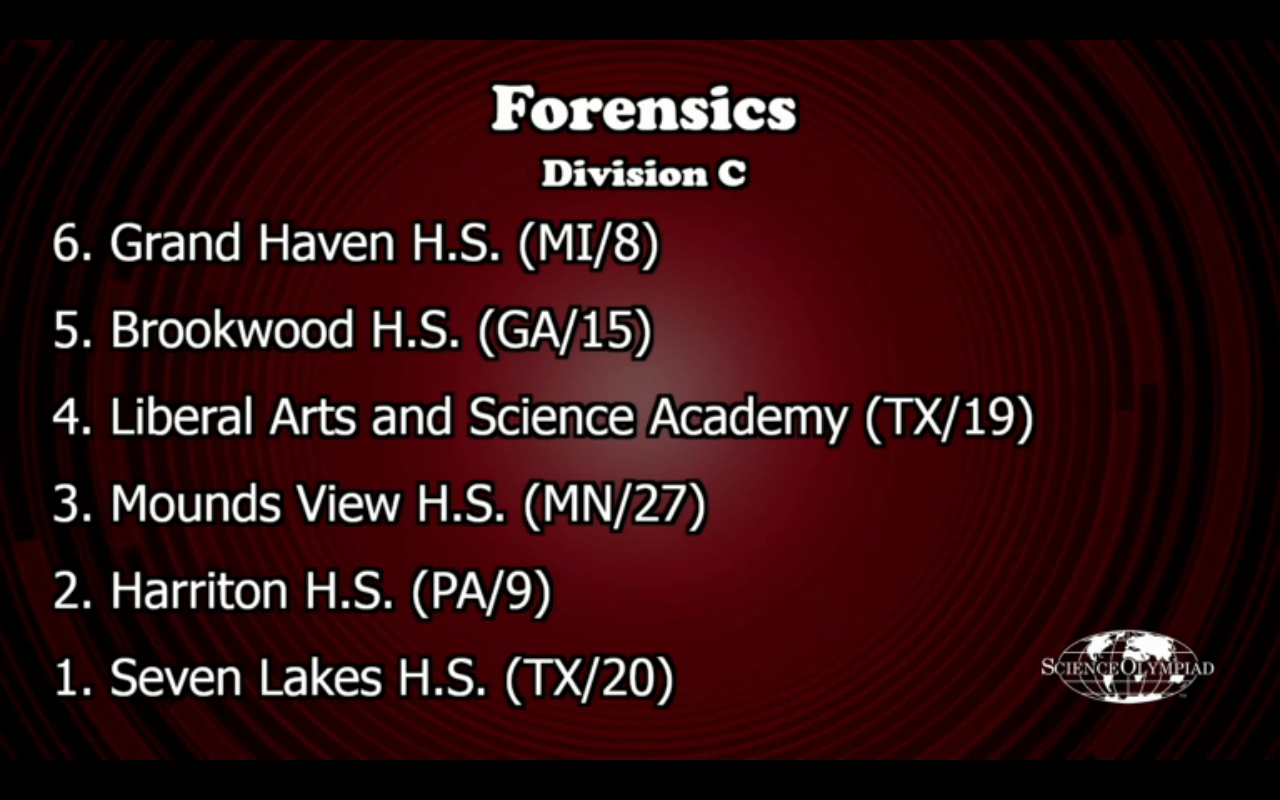 Forensics
Division C
6. Grand Haven H.S. (MI/8)
5. Brookwood H.S. (GA/15)
4. Liberal Arts and Science Academy (TX/19)
3. Mounds View H.S. (MN/27)
2. Harriton H.S. (PA/9)
1. Seven Lakes H.S. (TX/20)
SCIENCE OLYMPIAD